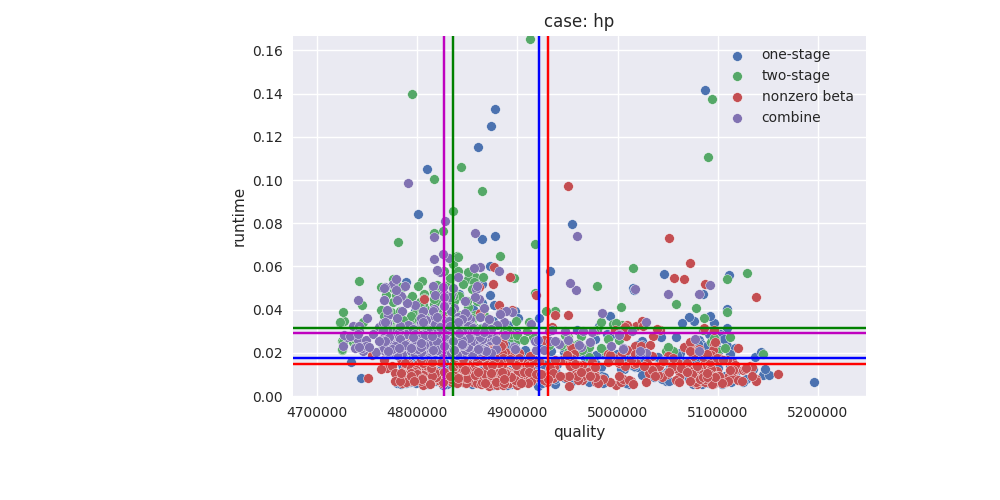 case: hp
one-stage
two-stage
nonzero beta
combine
runtime
0.16
0.14
0.12
0.10
0.08
0.06
0.04
0.02
0.00
4700000 4800000 4900000 5000000 5100000 5200000
quality